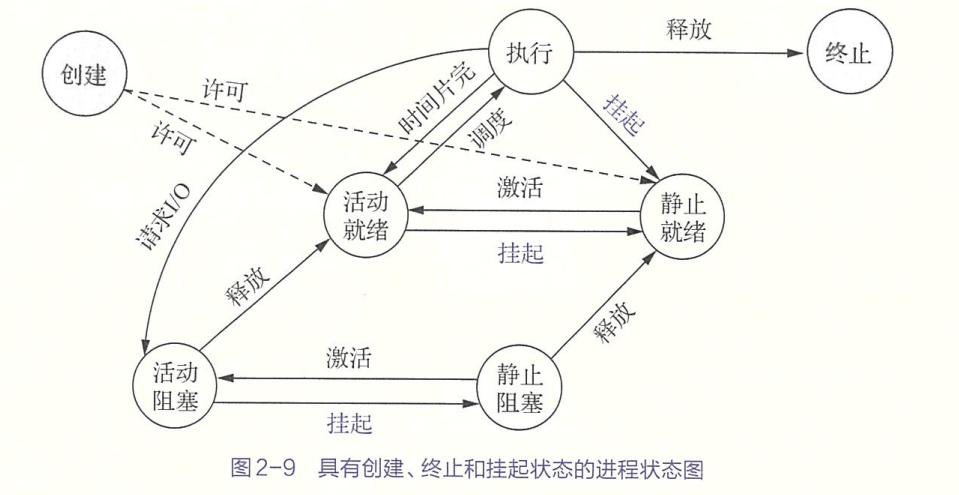 创建
执行
释放
终止
许可
许可
时间片完
调度
挂起
请求I/O
活动
就绪
激活
挂起
静止
就绪
释放
释放
活动
阻塞
激活
挂起
静止
阻塞
图2-9 具有创建、终止和挂起状态的进程状态图